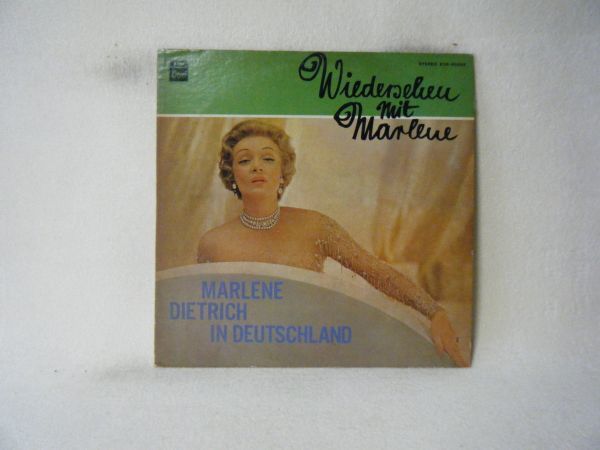 Wiedersehen
mit
Marlene
MARLENE
DIETRICH
IN DEUTSCHLAND